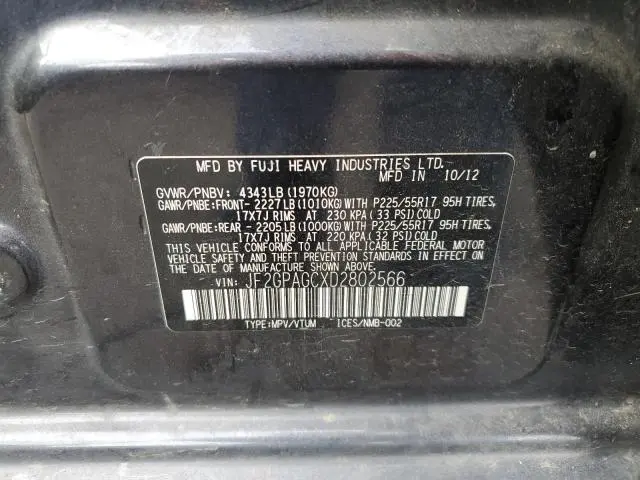 MFD BY FUJI HEAVY INDUSTRIES LTD.
MFD IN 10/12
GVWR/PNBV: 4343LB (1970KG)
GAWR/PNBE:FRONT- 2227LB (1010KG) WITH P225/55R17 95H TIRES,
17X7J RIMS AT 230 KPA (33 PSI) COLD
GAWR/PNBE:REAR - 2205LB (1000KG) WITH P225/55R17 95H TIRES,
17X7J RIMS AT 220 KPA (32 PSI) COLD
THIS VEHICLE CONFORMS TO ALL APPLICABLE FEDERAL MOTOR
VEHICLE SAFETY AND THEFT PREVENTION STANDARDS IN
EFFECT ON THE DATE OF MANUFACTURE SHOWN ABOVE.
VIN: JF2GPAGCXD2802566
TYPE:MPV/VTUM ICES/NMB-002